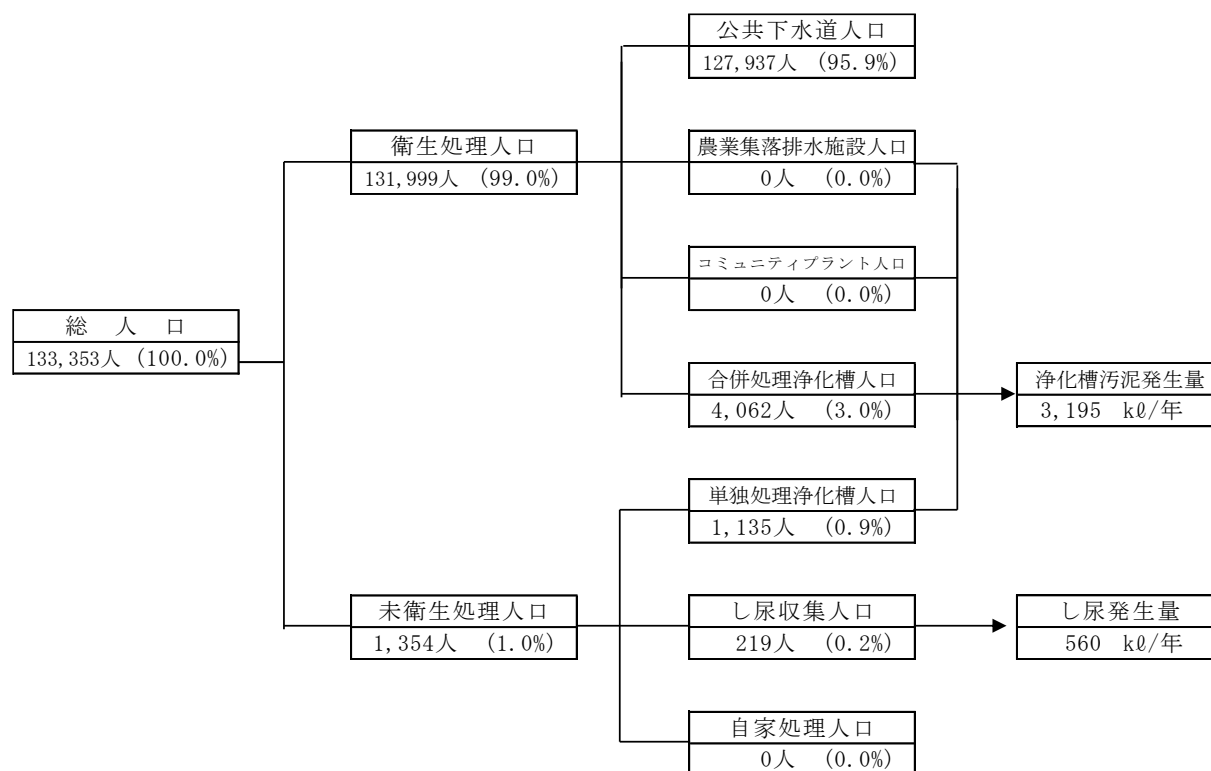 公共下水道人口
127,937人 (95.9%)
衛生処理人口
131,999人 (99.0%)
農業集落排水施設人口
0人 (0.0%)
コミュニティプラント人口
0人 (0.0%)
総 人 口
133,353人 (100.0%)
合併処理浄化槽人口
4,062人 (3.0%)
浄化槽汚泥発生量
3,195 kℓ/年
単独処理浄化槽人口
1,135人 (0.9%)
未衛生処理人口
1,354人 (1.0%)
し尿収集人口
219人 (0.2%)
し尿発生量
560 kℓ/年
自家処理人口
0人 (0.0%)